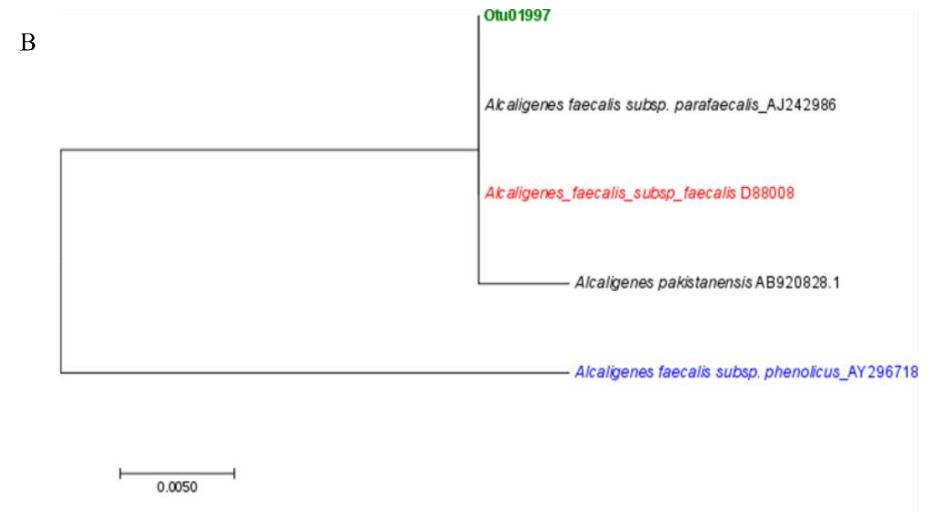 Otu01997
B
Alcaligenes faecalis subsp. parafaecalis_AJ242986
Alcaligenes_faecalis_subsp_faecalis D88008
Alcaligenes pakistanensis AB920828.1
Alcaligenes faecalis subsp. phenolicus_AY296718
0.0050